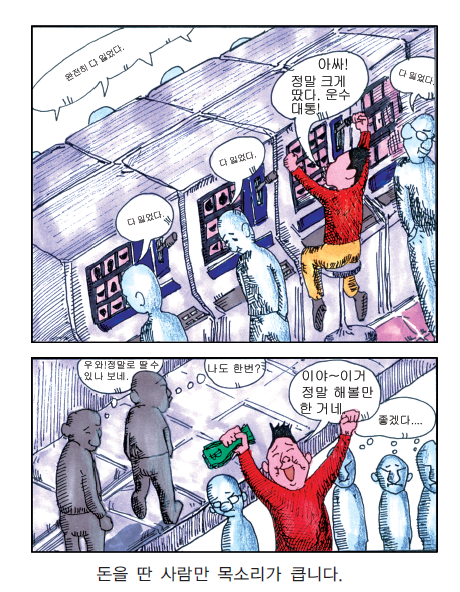 완전히 다 잃었다.
아싸!
정말 크게
땄다. 운수
대통!
다 잃었다.
다 잃었다.
다 잃었다.
우와!정말로 딸 수
있나 보네.
나도 한번?
이야~이거
정말 해볼만
한 거네
좋겠다....
돈을 딴 사람만 목소리가 큽니다.